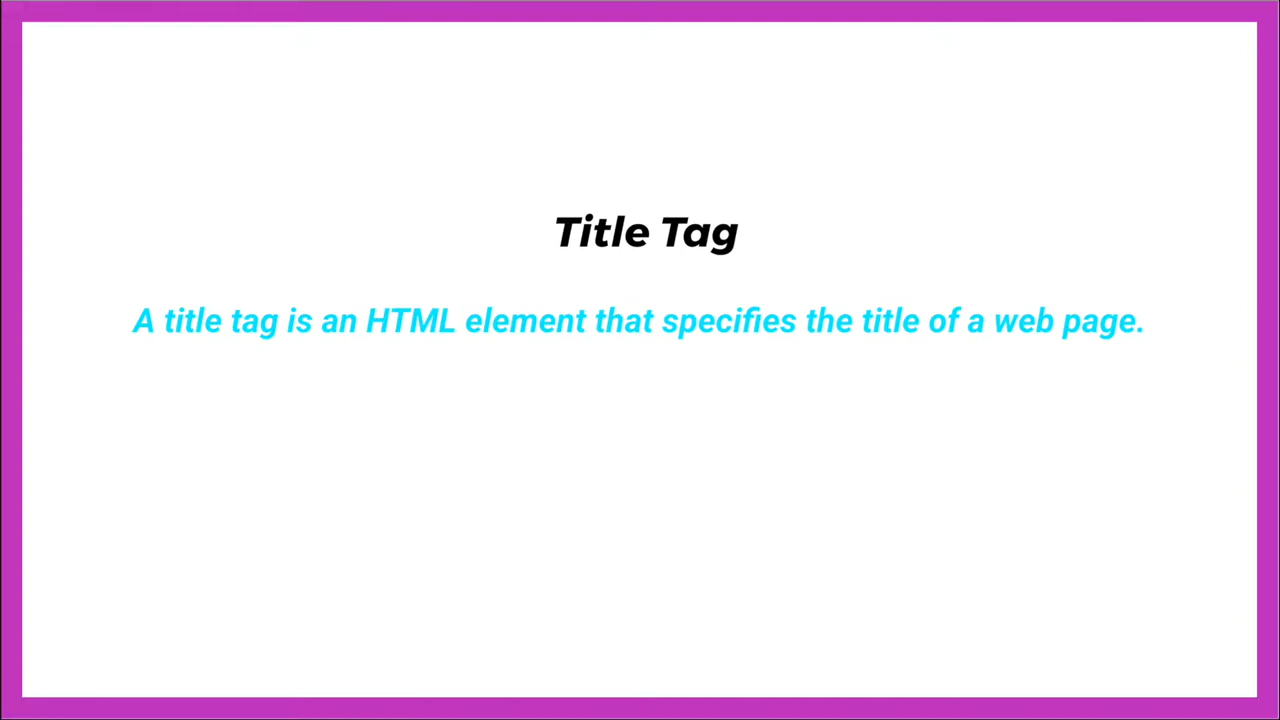 Title Tag
A title tag is an HTML element that specifies the title of a web page.